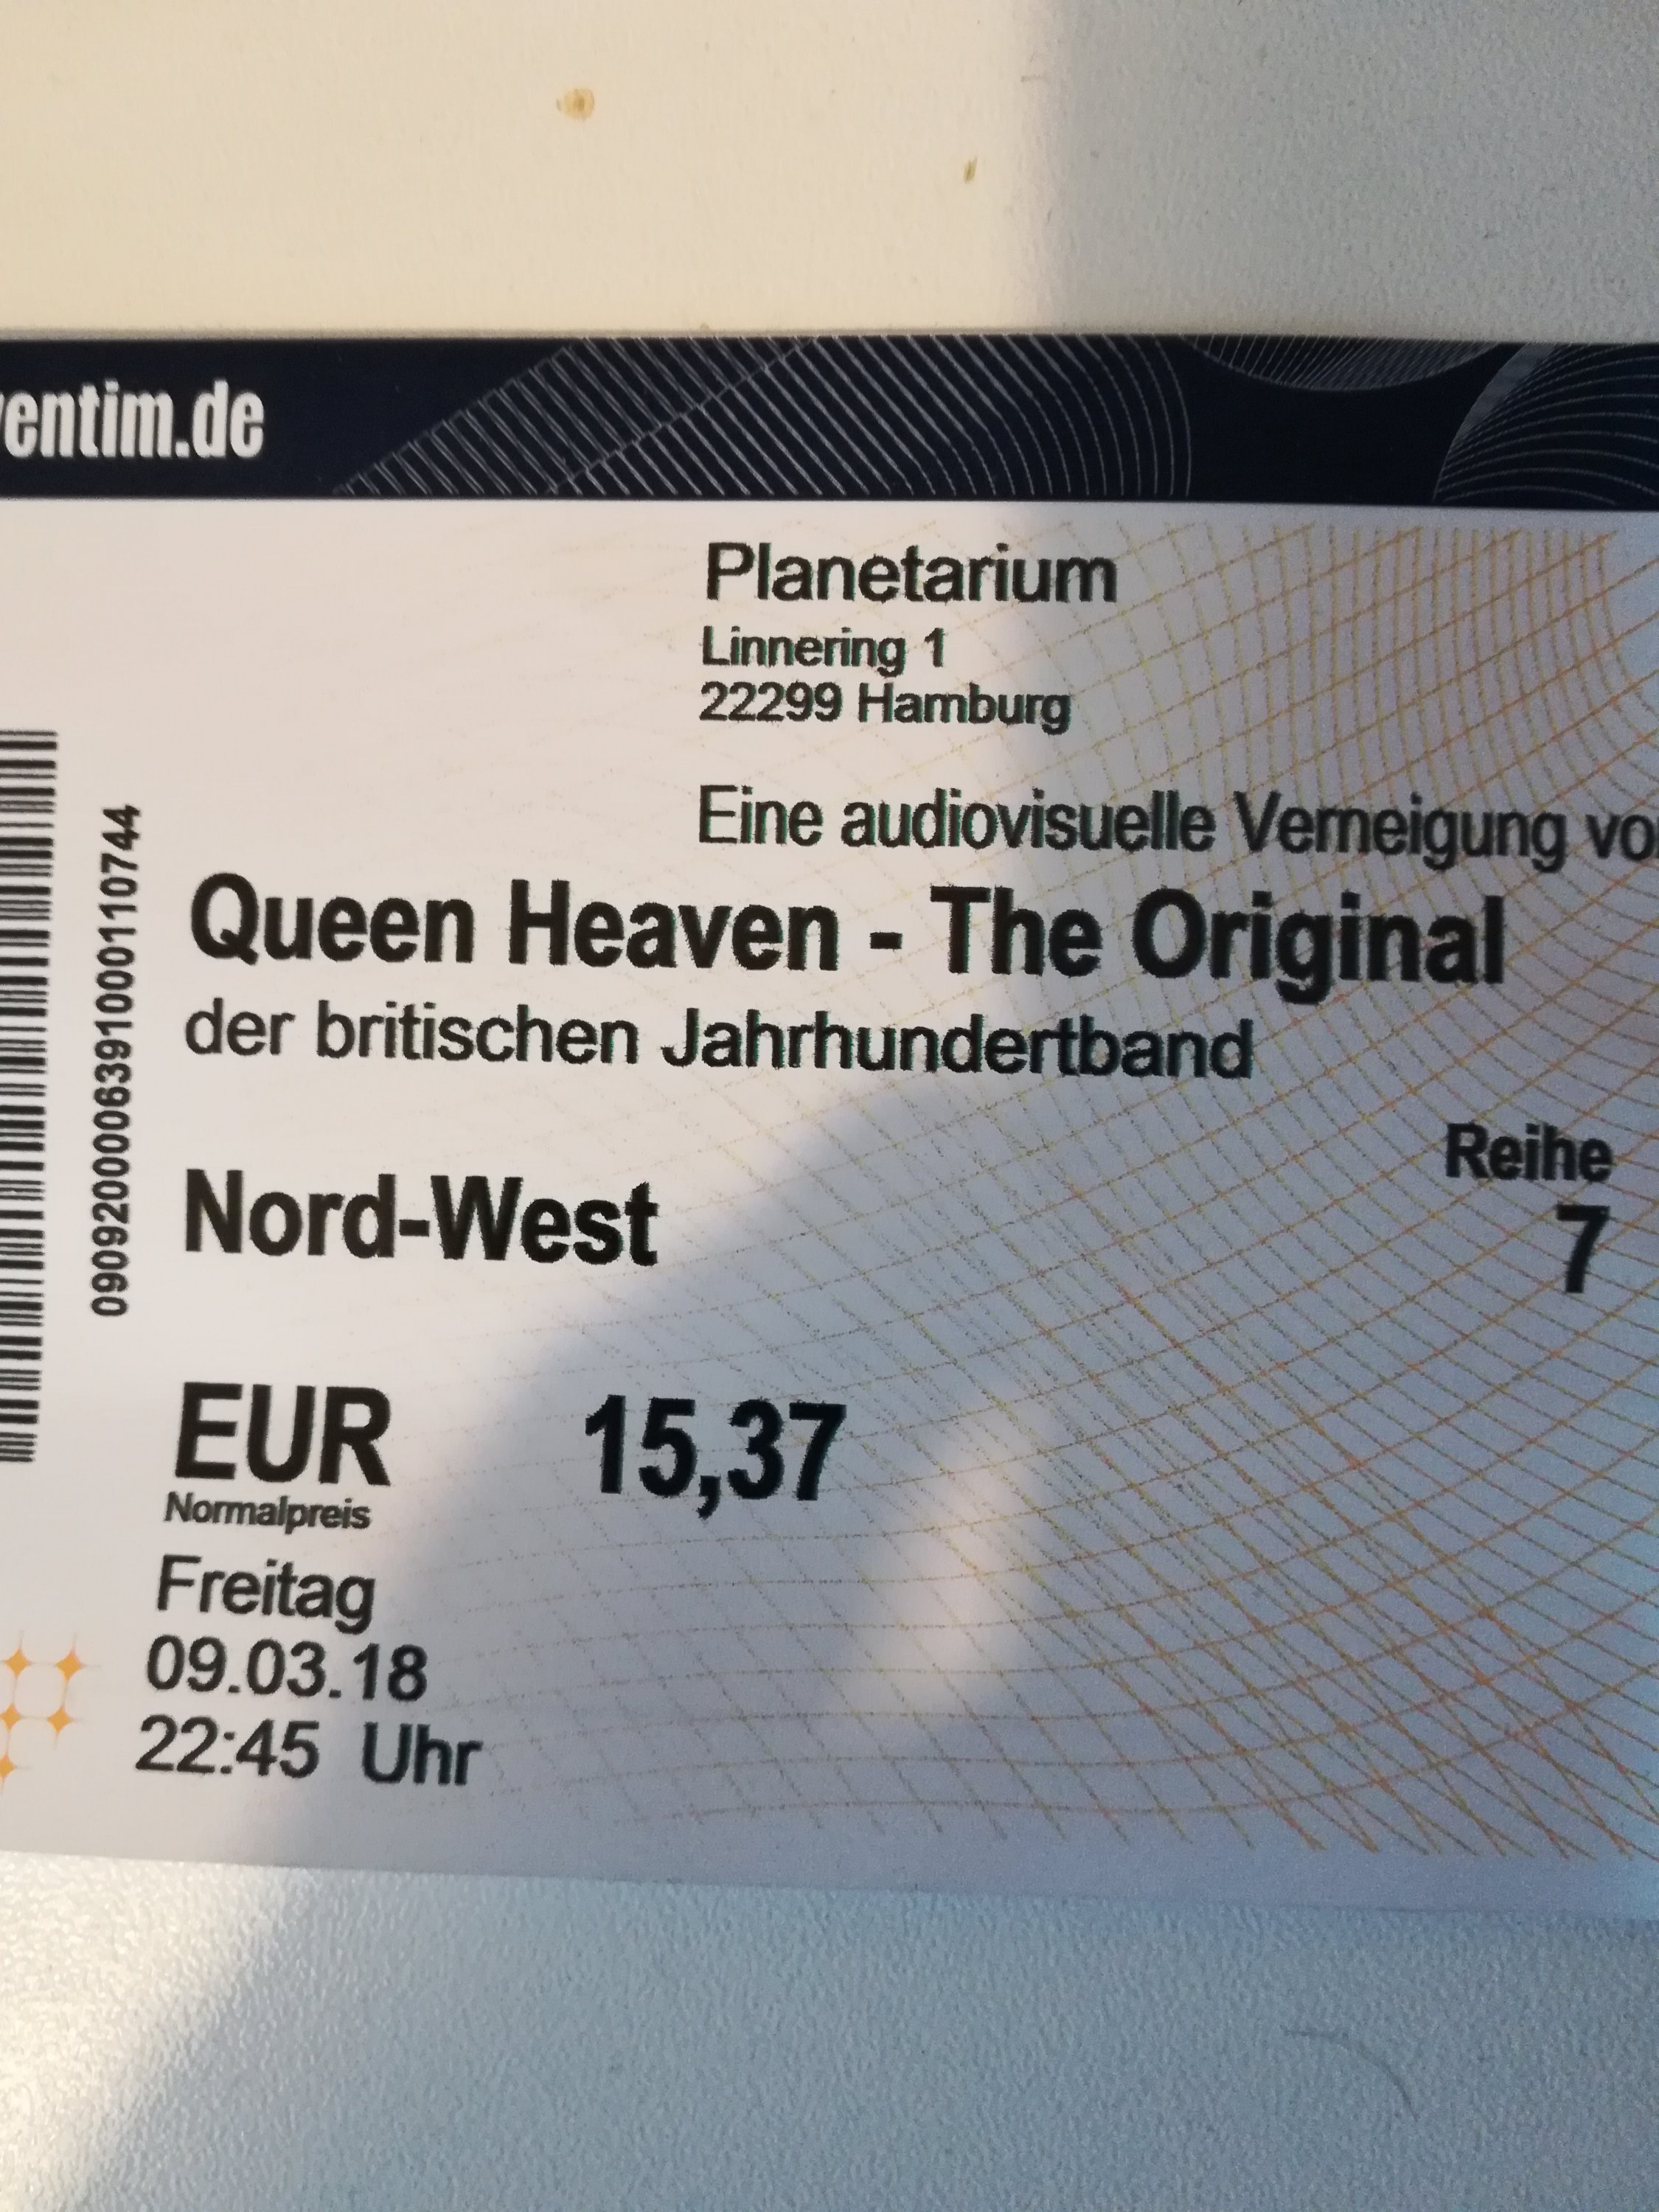 ventim.de
Planetarium
Linnering 1
22299 Hamburg
Eine audiovisuelle Verneigung vo
Queen Heaven - The Original
der britischen Jahrhundertband
Nord-West
Reihe
7
EUR 15,37
Normalpreis
Freitag
09.03.18
22:45 Uhr
0909200006391000110744